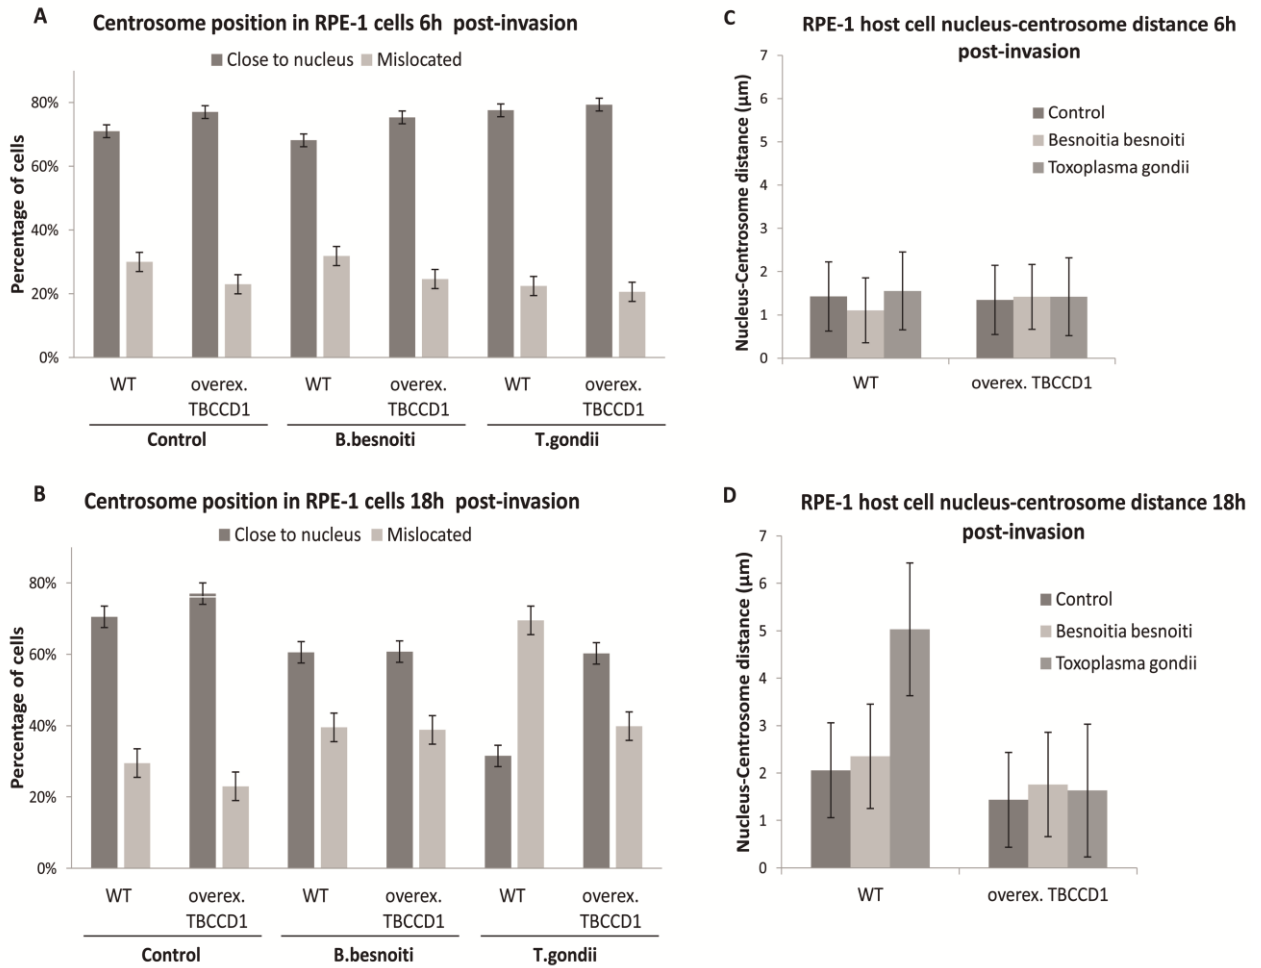 A
Centrosome position in RPE-1 cells 6h post-invasion
Close to nucleus Mislocated
Percentage of cells
80%
60%
40%
20%
0%
WT overex. WT overex. WT overex.
TBCCD1 TBCCD1 TBCCD1
Control B.besnoiti T.gondii
C
RPE-1 host cell nucleus-centrosome distance 6h
post-invasion
Nucleus-Centrosome distance (µm)
7
6
5
4
3
2
1
0
Control
Besnoitia besnoiti
Toxoplasma gondii
WT overex. TBCCD1
B
Centrosome position in RPE-1 cells 18h post-invasion
Close to nucleus Mislocated
Percentage of cells
80%
60%
40%
20%
0%
WT overex. WT overex. WT overex.
TBCCD1 TBCCD1 TBCCD1
Control B.besnoiti T.gondii
D
RPE-1 host cell nucleus-centrosome distance 18h
post-invasion
Nucleus-Centrosome distance (µm)
7
6
5
4
3
2
1
0
Control
Besnoitia besnoiti
Toxoplasma gondii
WT overex. TBCCD1